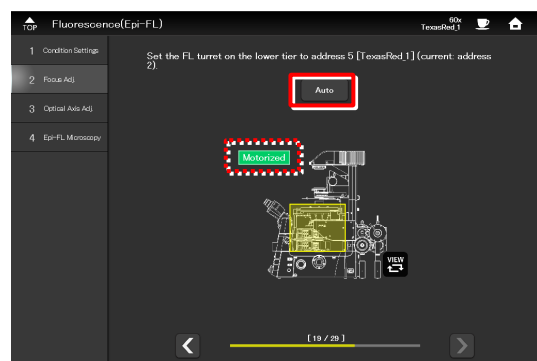 TOP
Fluorescence(Epi-FL)
60x
TexasRed_1
1 Condition Settings
2 Focus Adj.
3 Optical Axis Adj.
4 Epi-FL Microscopy
Set the FL turret on the lower tier to address 5 [TexasRed_1] (current: address
2).
Auto
Motorized
VIEW
[ 19 / 29 ]